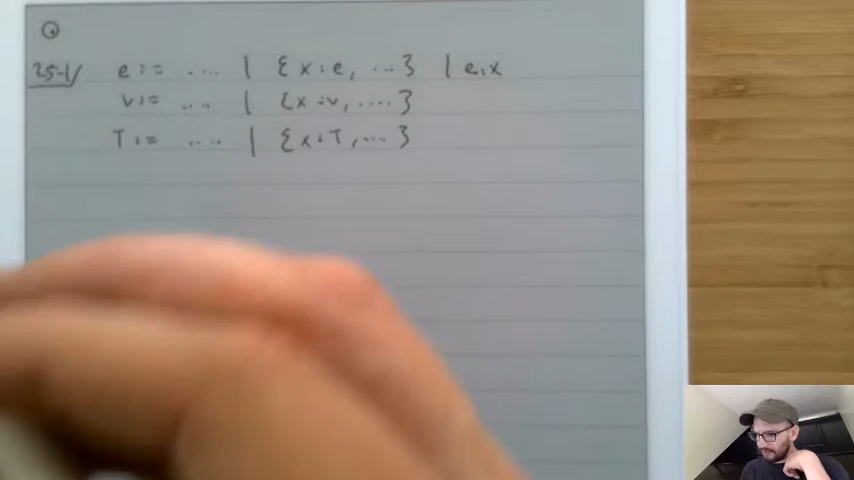 25-1/ e := .... | {x:e, ...} | e.x
v := .... | {x:v, ....}
T := .... | {x:T, ...}